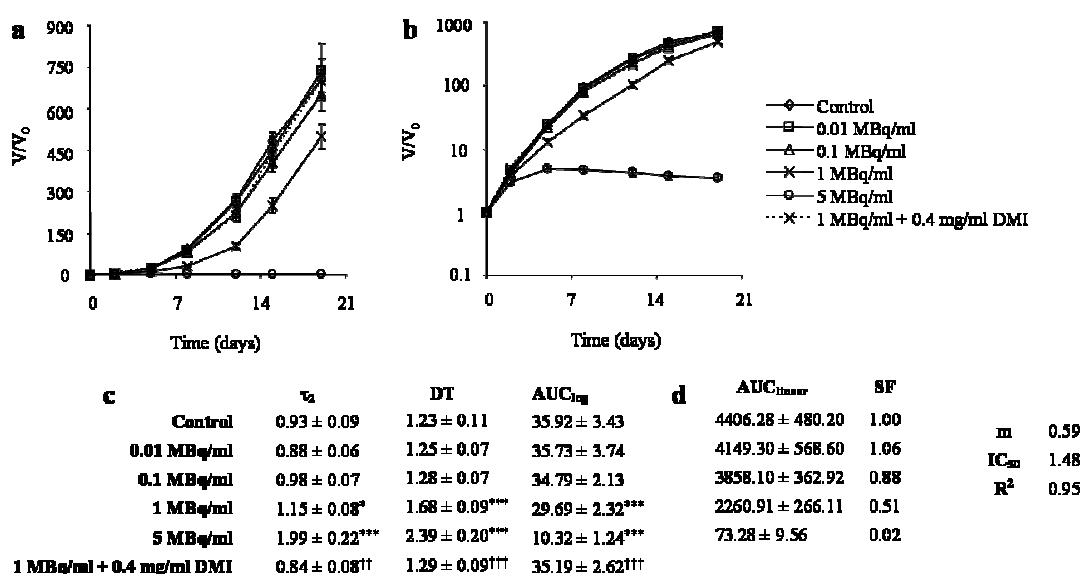 a
900
750
600
450
300
150
0
V/V0
0 7 14 21
Time (days)
b
1000
100
10
1
0.1
V/V0
0 7 14 21
Time (days)
Control
0.01 MBq/ml
0.1 MBq/ml
1 MBq/ml
5 MBq/ml
1 MBq/ml + 0.4 mg/ml DMI
c τ2 DT AUClog
Control 0.93 ± 0.09 1.23 ± 0.11 35.92 ± 3.43
0.01 MBq/ml 0.88 ± 0.06 1.25 ± 0.07 35.73 ± 3.74
0.1 MBq/ml 0.98 ± 0.07 1.28 ± 0.07 34.79 ± 2.13
1 MBq/ml 1.15 ± 0.08* 1.68 ± 0.09*** 29.69 ± 2.32***
5 MBq/ml 1.99 ± 0.22*** 2.39 ± 0.20*** 10.32 ± 1.24***
1 MBq/ml + 0.4 mg/ml DMI 0.84 ± 0.08†† 1.29 ± 0.09††† 35.19 ± 2.62†††
d AUClinear SF
4406.28 ± 480.20 1.00
4149.30 ± 568.60 1.06
3858.10 ± 362.92 0.88
2260.91 ± 266.11 0.51
73.28 ± 9.56 0.02
m 0.59
IC50 1.48
R² 0.95